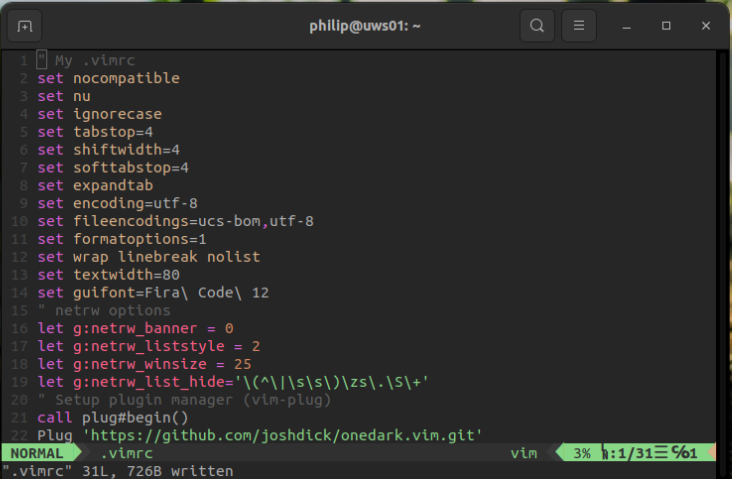 philip@uws01: ~
1 " My .vimrc
2 set nocompatible
3 set nu
4 set ignorecase
5 set tabstop=4
6 set shiftwidth=4
7 set softtabstop=4
8 set expandtab
9 set encoding=utf-8
10 set fileencodings=ucs-bom,utf-8
11 set formatoptions=1
12 set wrap linebreak nolist
13 set textwidth=80
14 set guifont=Fira\ Code\ 12
15 " netrw options
16 let g:netrw_banner = 0
17 let g:netrw_liststyle = 2
18 let g:netrw_winsize = 25
19 let g:netrw_list_hide='\(^\|\s\s\)\zs\.\S\+'
20 " Setup plugin manager (vim-plug)
21 call plug#begin()
22 Plug 'https://github.com/joshdick/onedark.vim.git'
NORMAL .vimrc vim 3% :1/31☰℅1
".vimrc" 31L, 726B written